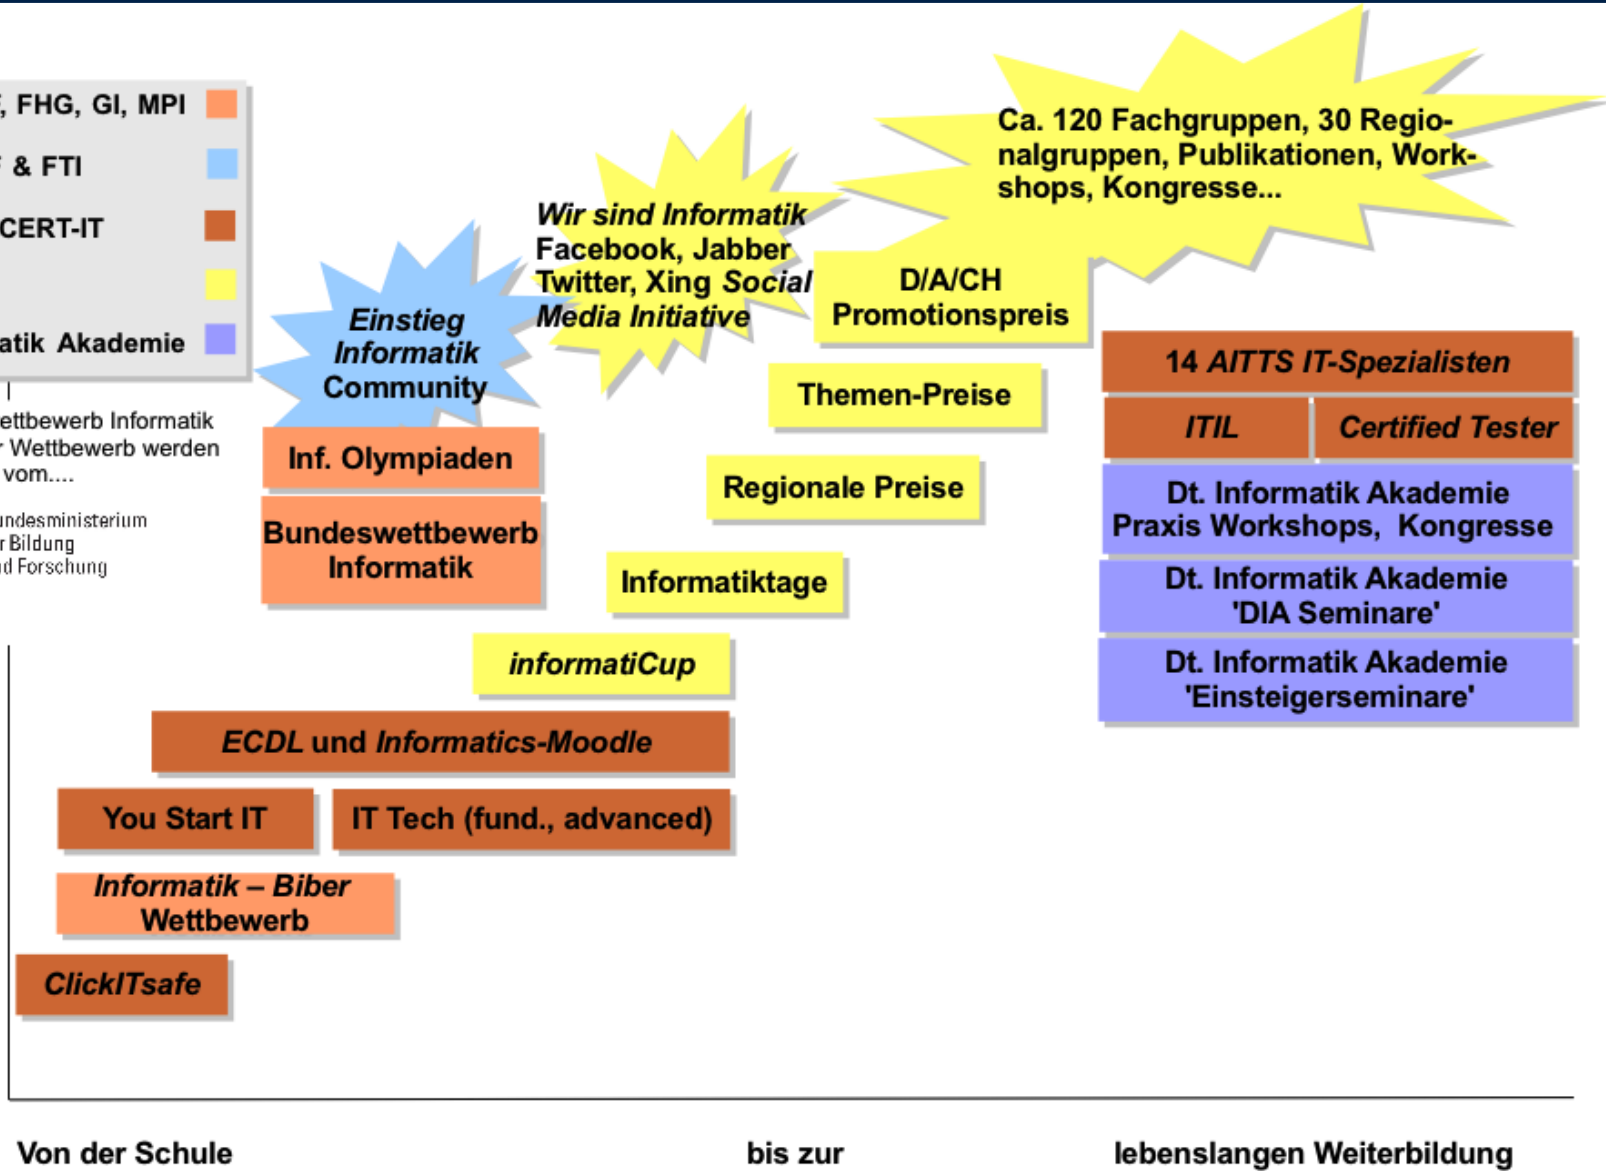 , FHG, GI, MPI
& FTI
CERT-IT
Akademie
Wettbewerb werden
vom....
Bildung
Forschung
Ca. 120 Fachgruppen, 30 Regio-
nalgruppen, Publikationen, Work-
shops, Kongresse...
Wir sind Informatik
Facebook, Jabber
Twitter, Xing Social
Media Initiative
Einstieg
Informatik
Community
D/A/CH
Promotionspreis
Themen-Preise
Regionale Preise
Informatiktage
informatiCup
Inf. Olympiaden
Bundeswettbewerb
Informatik
14 AITTS IT-Spezialisten
ITIL
Certified Tester
Dt. Informatik Akademie
Praxis Workshops, Kongresse
Dt. Informatik Akademie
'DIA Seminare'
Dt. Informatik Akademie
'Einsteigerseminare'
ECDL und Informatics-Moodle
You Start IT
IT Tech (fund., advanced)
Informatik – Biber
Wettbewerb
ClickITsafe
Von der Schule
bis zur
lebenslangen Weiterbildung